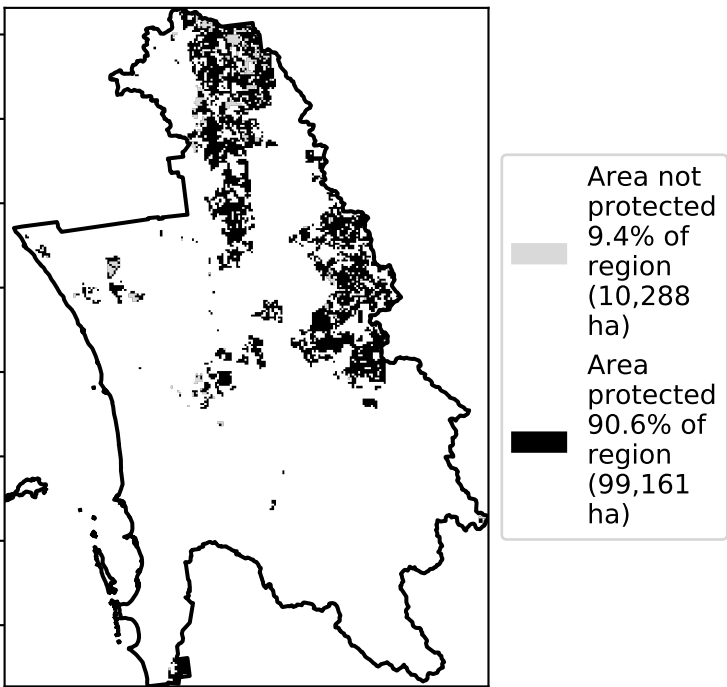 Area not
protected
9.4% of
region
(10,288
ha)
Area
protected
90.6% of
region
(99,161
ha)